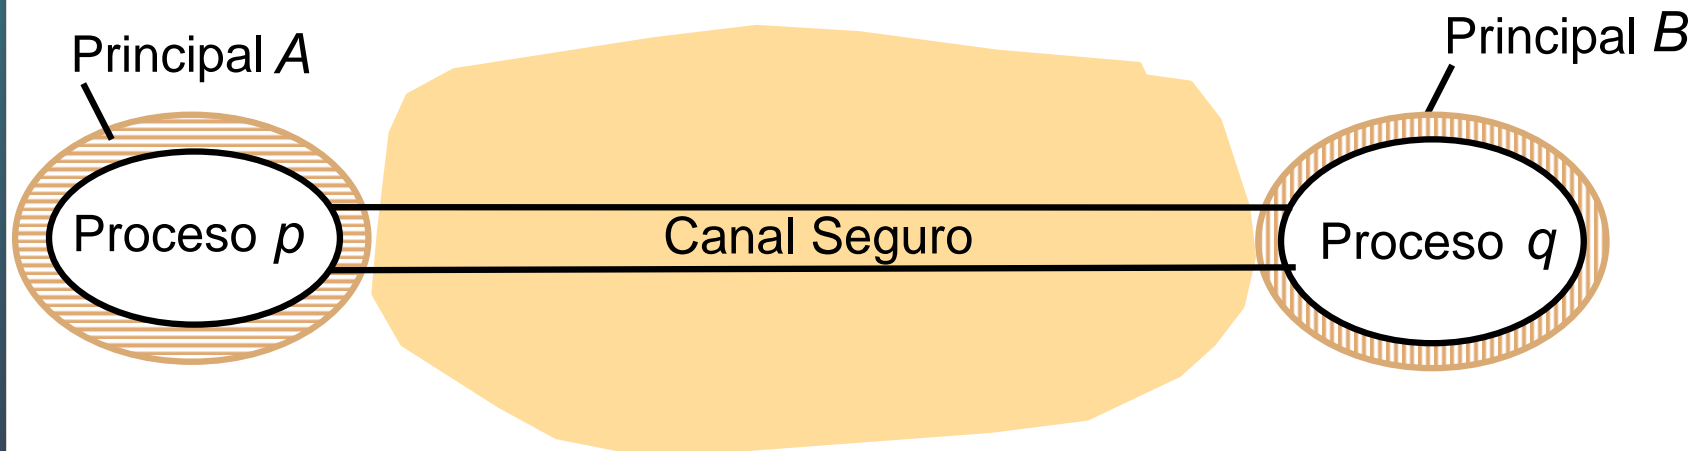 Principal A
Principal B
Proceso p
Canal Seguro
Proceso q